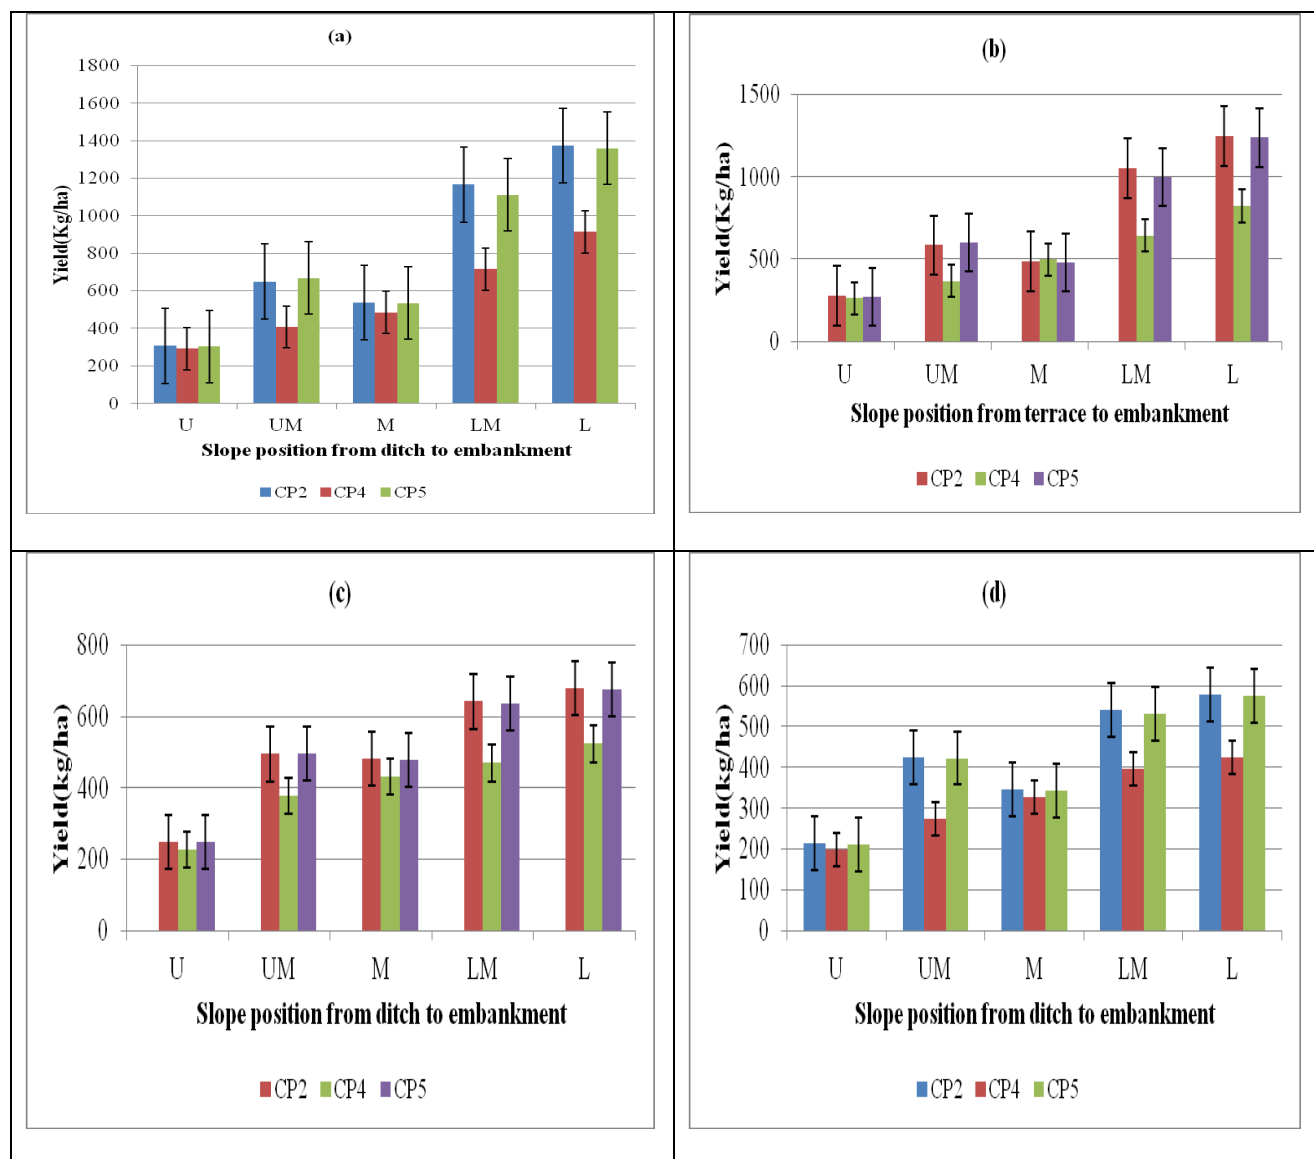 (a)
Yield(Kg/ha)
1800
1600
1400
1200
1000
800
600
400
200
0
U UM M LM L
Slope position from ditch to embankment
CP2 CP4 CP5
(b)
Yield(Kg/ha)
1500
1000
500
0
U UM M LM L
Slope position from terrace to embankment
CP2 CP4 CP5
(c)
Yield(kg/ha)
800
600
400
200
0
U UM M LM L
Slope position from ditch to embankment
CP2 CP4 CP5
(d)
Yield(kg/ha)
700
600
500
400
300
200
100
0
U UM M LM L
Slope position from ditch to embankment
CP2 CP4 CP5